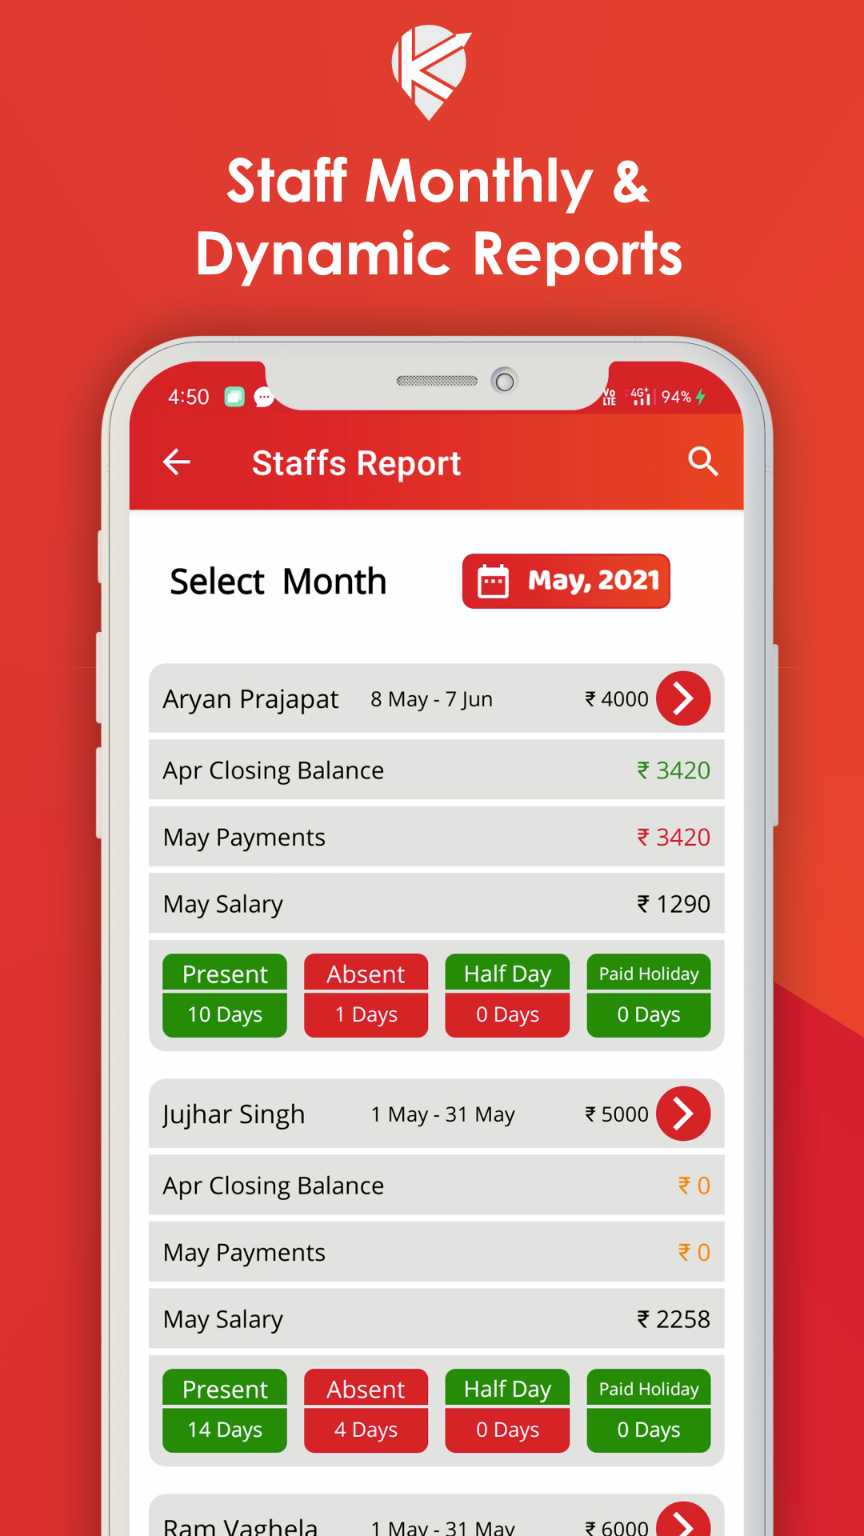 Staff Monthly &
Dynamic Reports
4:50 Vo LTE 4G+ 94%
Staffs Report
Select Month May, 2021
Aryan Prajapat 8 May - 7 Jun ₹ 4000
Apr Closing Balance ₹ 3420
May Payments ₹ 3420
May Salary ₹ 1290
Present Absent Half Day Paid Holiday
10 Days 1 Days 0 Days 0 Days
Jujhar Singh 1 May - 31 May ₹ 5000
Apr Closing Balance ₹ 0
May Payments ₹ 0
May Salary ₹ 2258
Present Absent Half Day Paid Holiday
14 Days 4 Days 0 Days 0 Days
Ram Vaghela 1 May - 31 May ₹ 6000